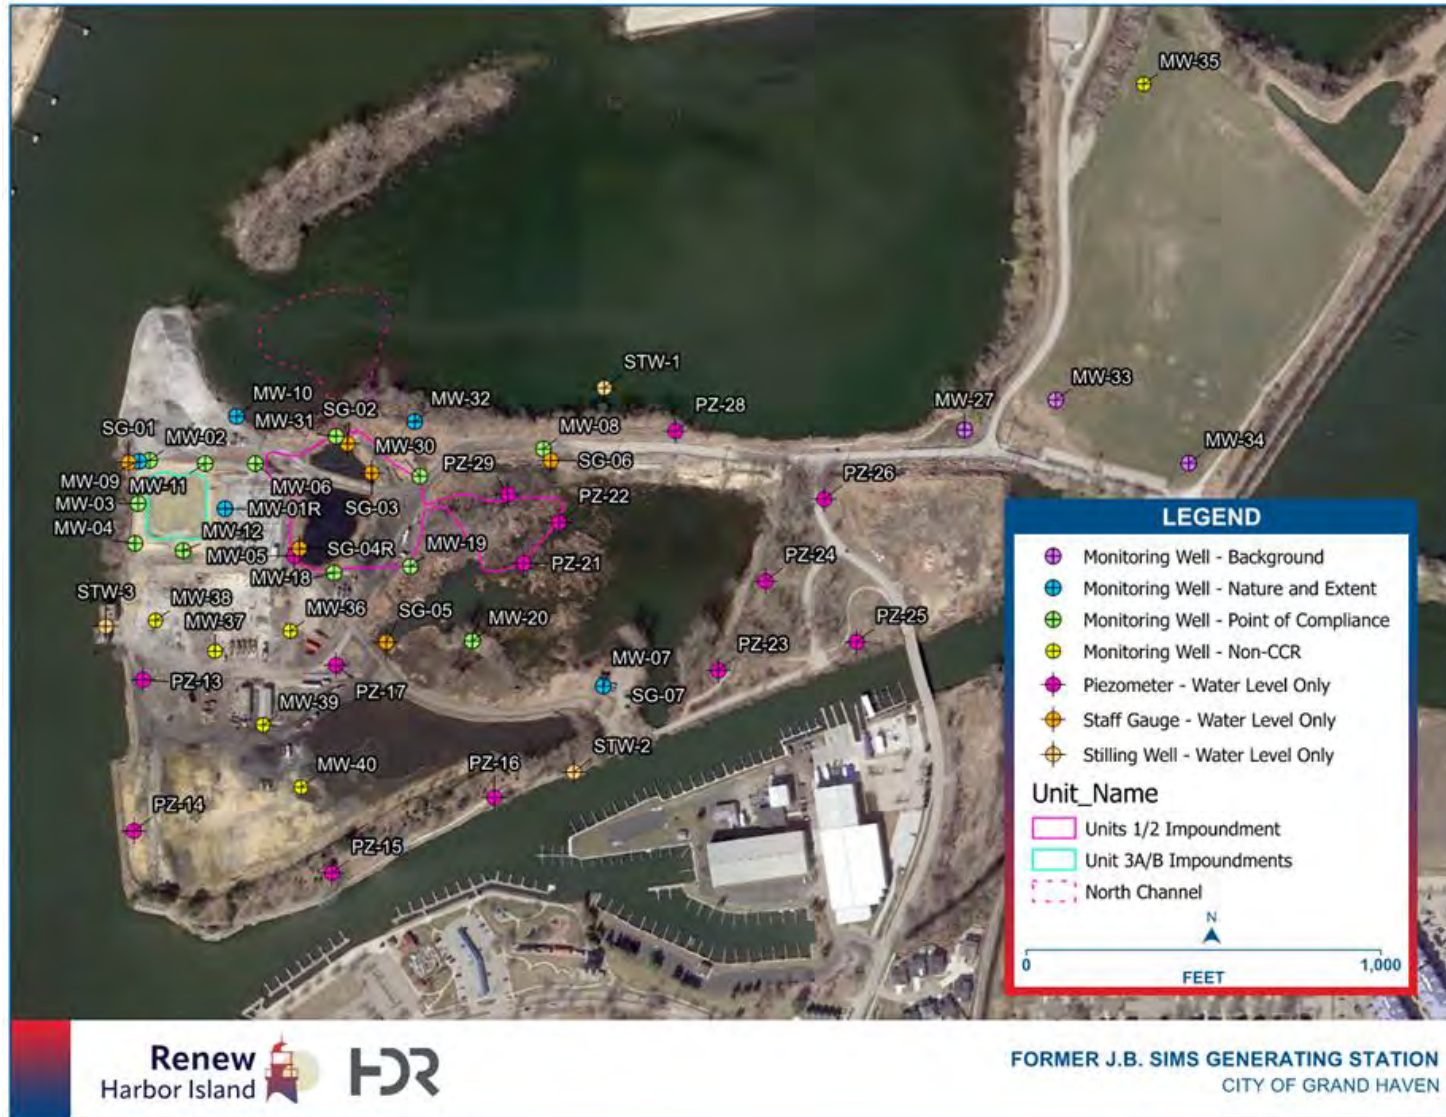 MW-35
STW-1
MW-33
MW-10
SG-02
MW-32
PZ-28
MW-27
MW-31
SG-01
MW-02
MW-30
MW-08
MW-34
PZ-29
SG-06
PZ-26
MW-09
MW-11
MW-06
PZ-22
MW-03
MW-01R
SG-03
MW-04
MW-12
MW-19
MW-05
SG-04R
PZ-24
PZ-21
MW-18
STW-3
MW-38
MW-36
SG-05
MW-20
MW-37
PZ-25
PZ-23
MW-07
PZ-13
PZ-17
SG-07
MW-39
STW-2
MW-40
PZ-16
PZ-14
PZ-15
LEGEND
Monitoring Well - Background
Monitoring Well - Nature and Extent
Monitoring Well - Point of Compliance
Monitoring Well - Non-CCR
Piezometer - Water Level Only
Staff Gauge - Water Level Only
Stilling Well - Water Level Only
Unit_Name
Units 1/2 Impoundment
Unit 3A/B Impoundments
North Channel
N
0 1,000
FEET
Renew
Harbor Island
HDR
FORMER J.B. SIMS GENERATING STATION
CITY OF GRAND HAVEN